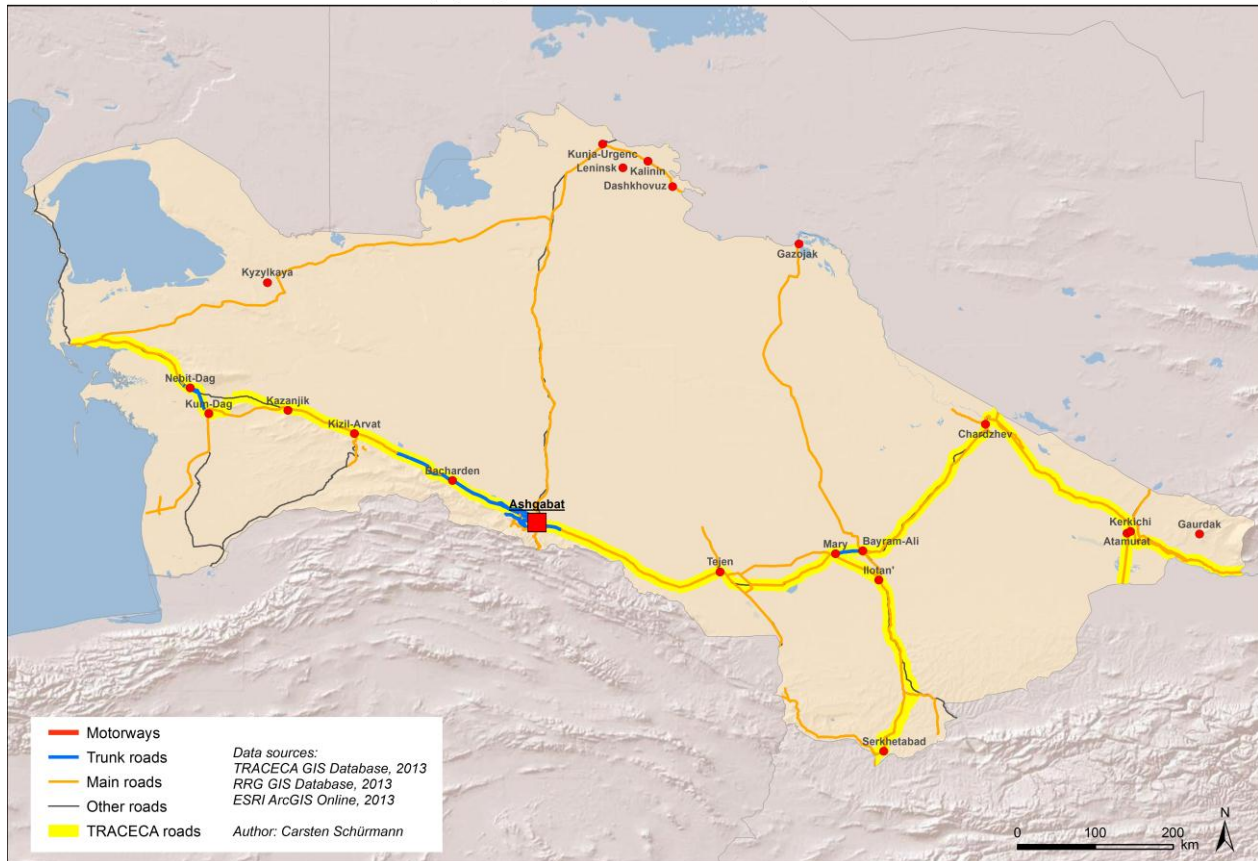 Kunja-Urgenc
Leninsk
Kalinin
Dashkhovuz
Gazojak
Kyzylkaya
Nebit-Dag
Kum-Dag
Kazanjik
Kizil-Arvat
Chardzhev
Bacharden
Ashgabat
Kerkichi
Gaurdak
Atamurat
Mary
Bayram-Ali
Tejen
Ilotan'
Serkhetabad
Motorways
Trunk roads
Main roads
Other roads
TRACECA roads
Data sources:
TRACECA GIS Database, 2013
RRG GIS Database, 2013
ESRI ArcGIS Online, 2013
Author: Carsten Schürmann
N
0 100 200
km